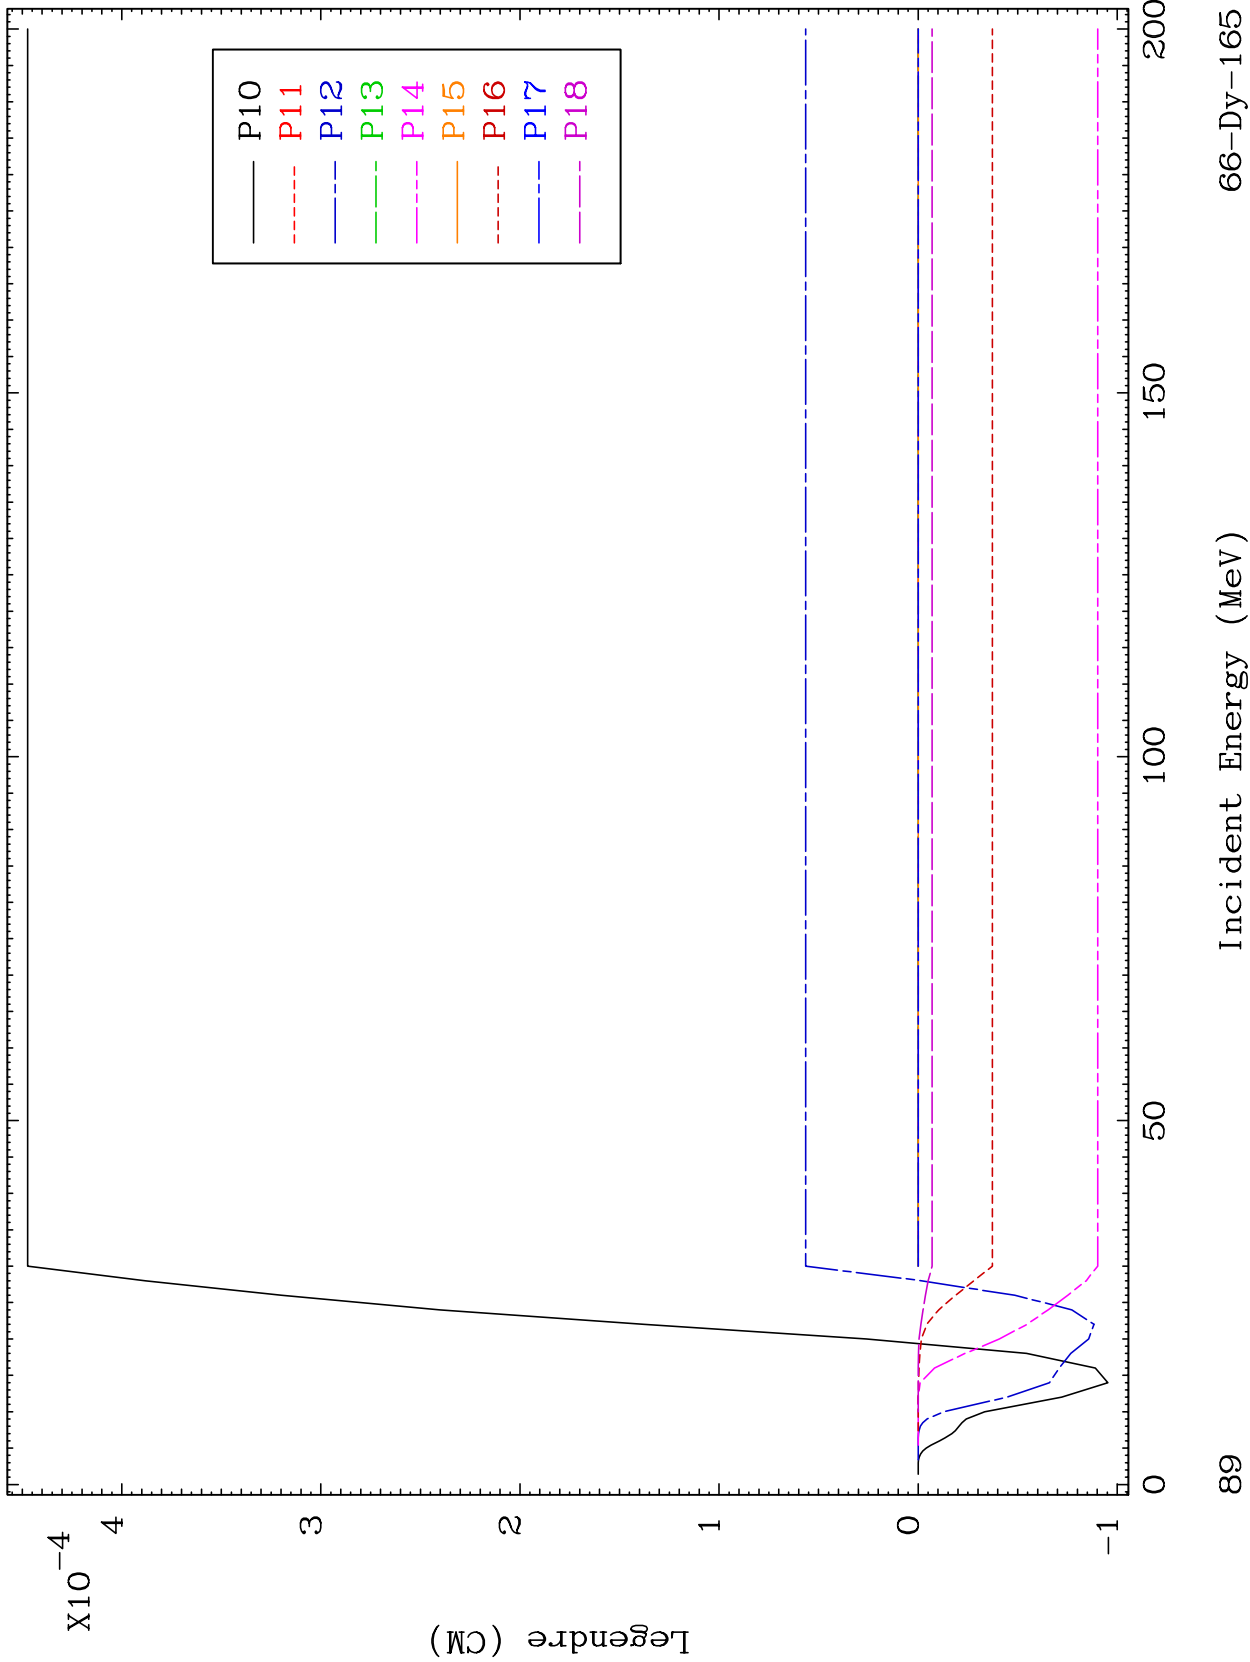 X10⁻⁴
Legendre (CM)
4
3
2
1
0
-1
P10
P11
P12
P13
P14
P15
P16
P17
P18
0 50 100 150 200
Incident Energy (MeV)
89 66-Dy-165